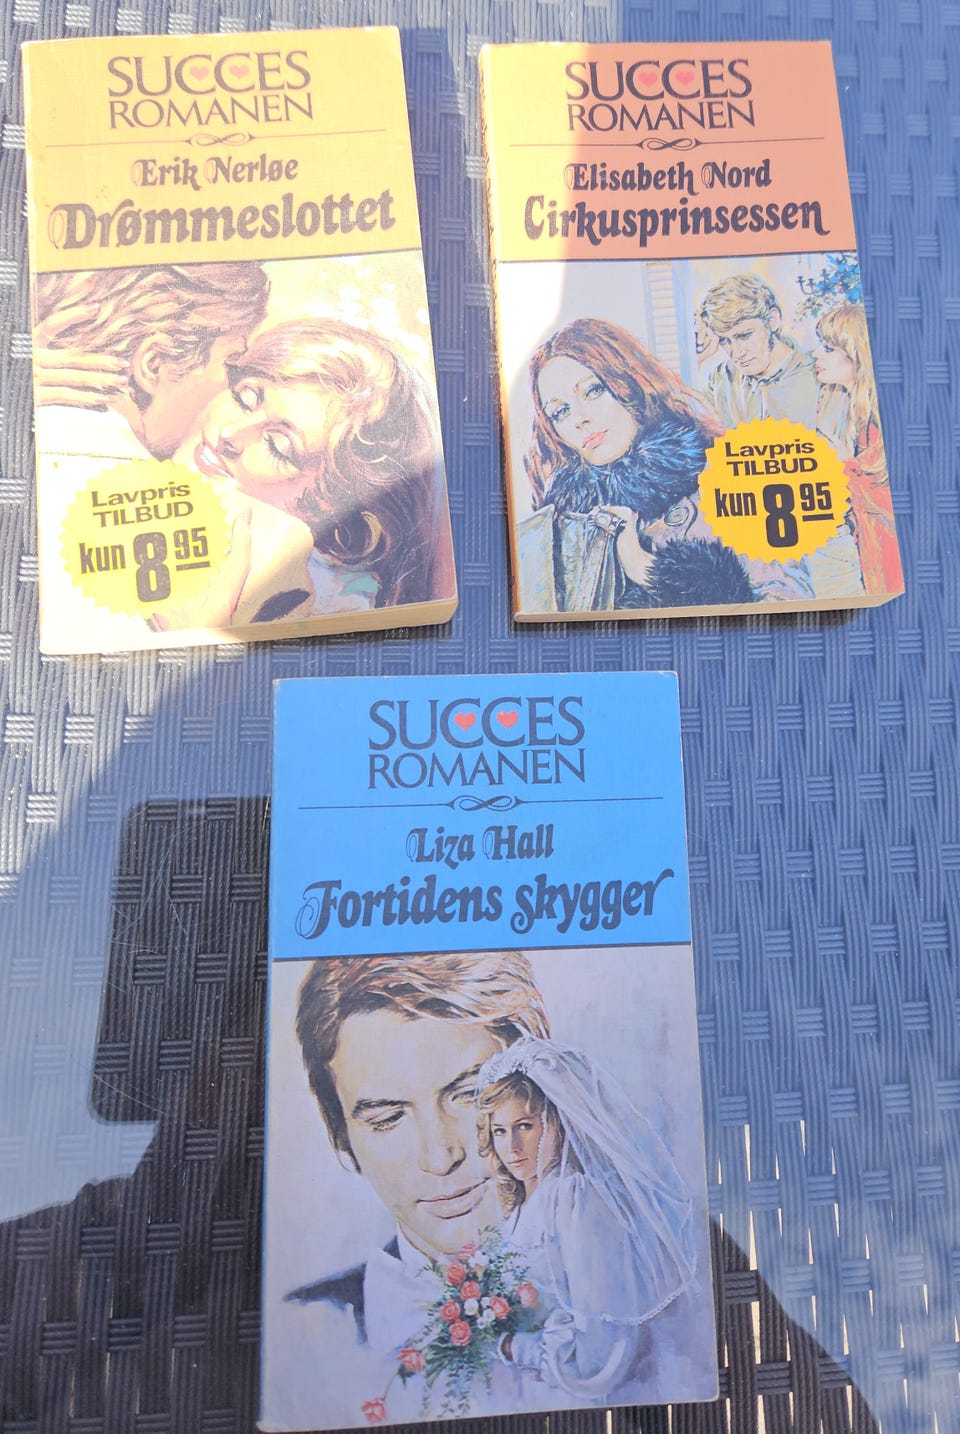 SUCCES
ROMANEN
Erik Nerløe
Drømmeslottet
Lavpris
TILBUD
kun 8 95
SUCCES
ROMANEN
Elisabeth Nord
Cirkusprinsessen
Lavpris
TILBUD
kun 8 95
SUCCES
ROMANEN
Liza Hall
Fortidens skygger